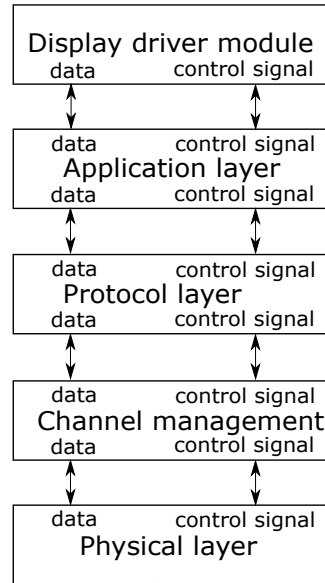 Display driver module
data control signal
data control signal
Application layer
data control signal
data control signal
Protocol layer
data control signal
data control signal
Channel management
data control signal
data control signal
Physical layer